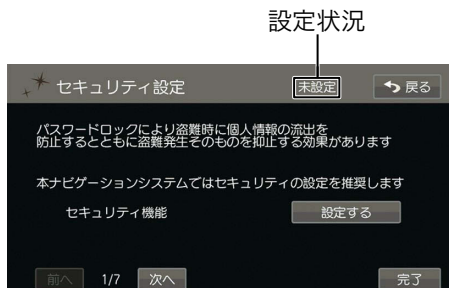 設定状況
セキュリティ設定
未設定
戻る
パスワードロックにより盗難時に個人情報の流出を
防止するとともに盗難発生そのものを抑止する効果があります
本ナビゲーションシステムではセキュリティの設定を推奨します
セキュリティ機能
設定する
前へ
1/7
次へ
完了